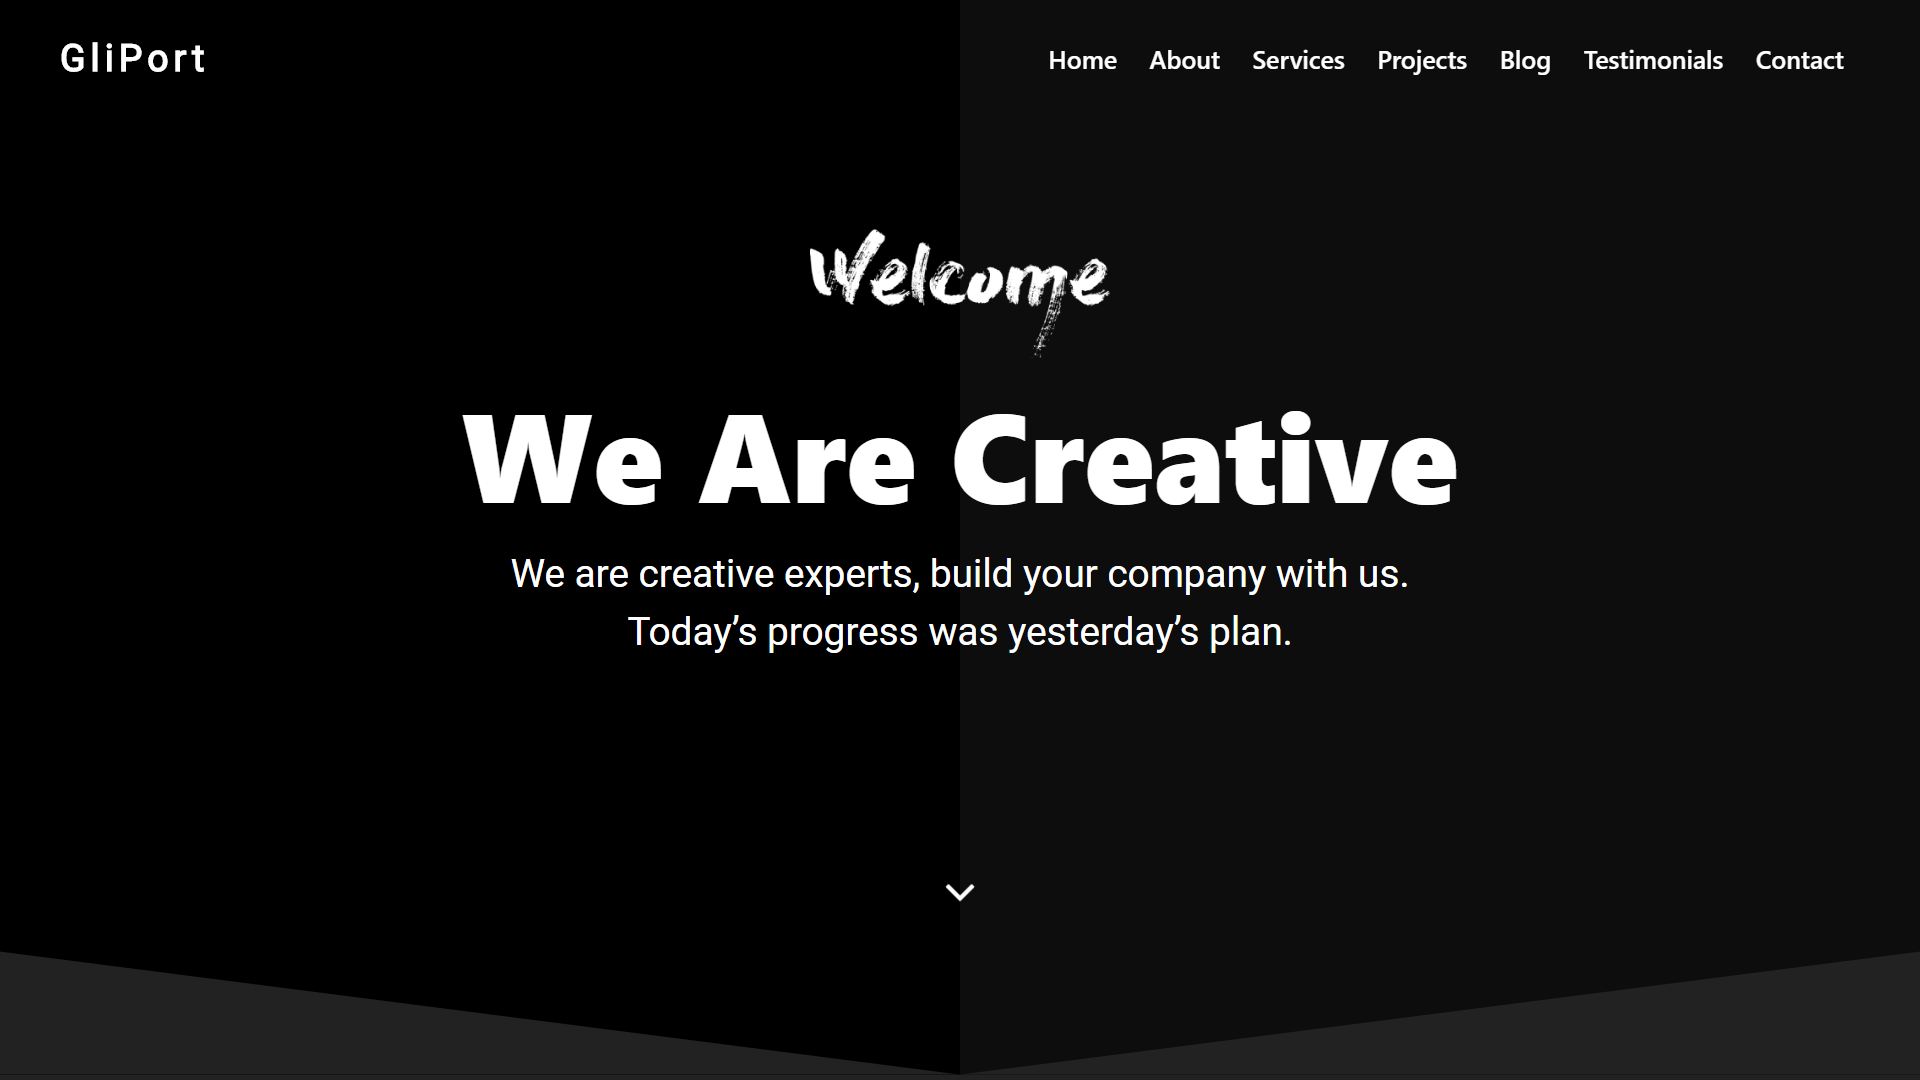 GliPort
Home About Services Projects Blog Testimonials Contact
Welcome
We Are Creative
We are creative experts, build your company with us.
Today’s progress was yesterday’s plan.